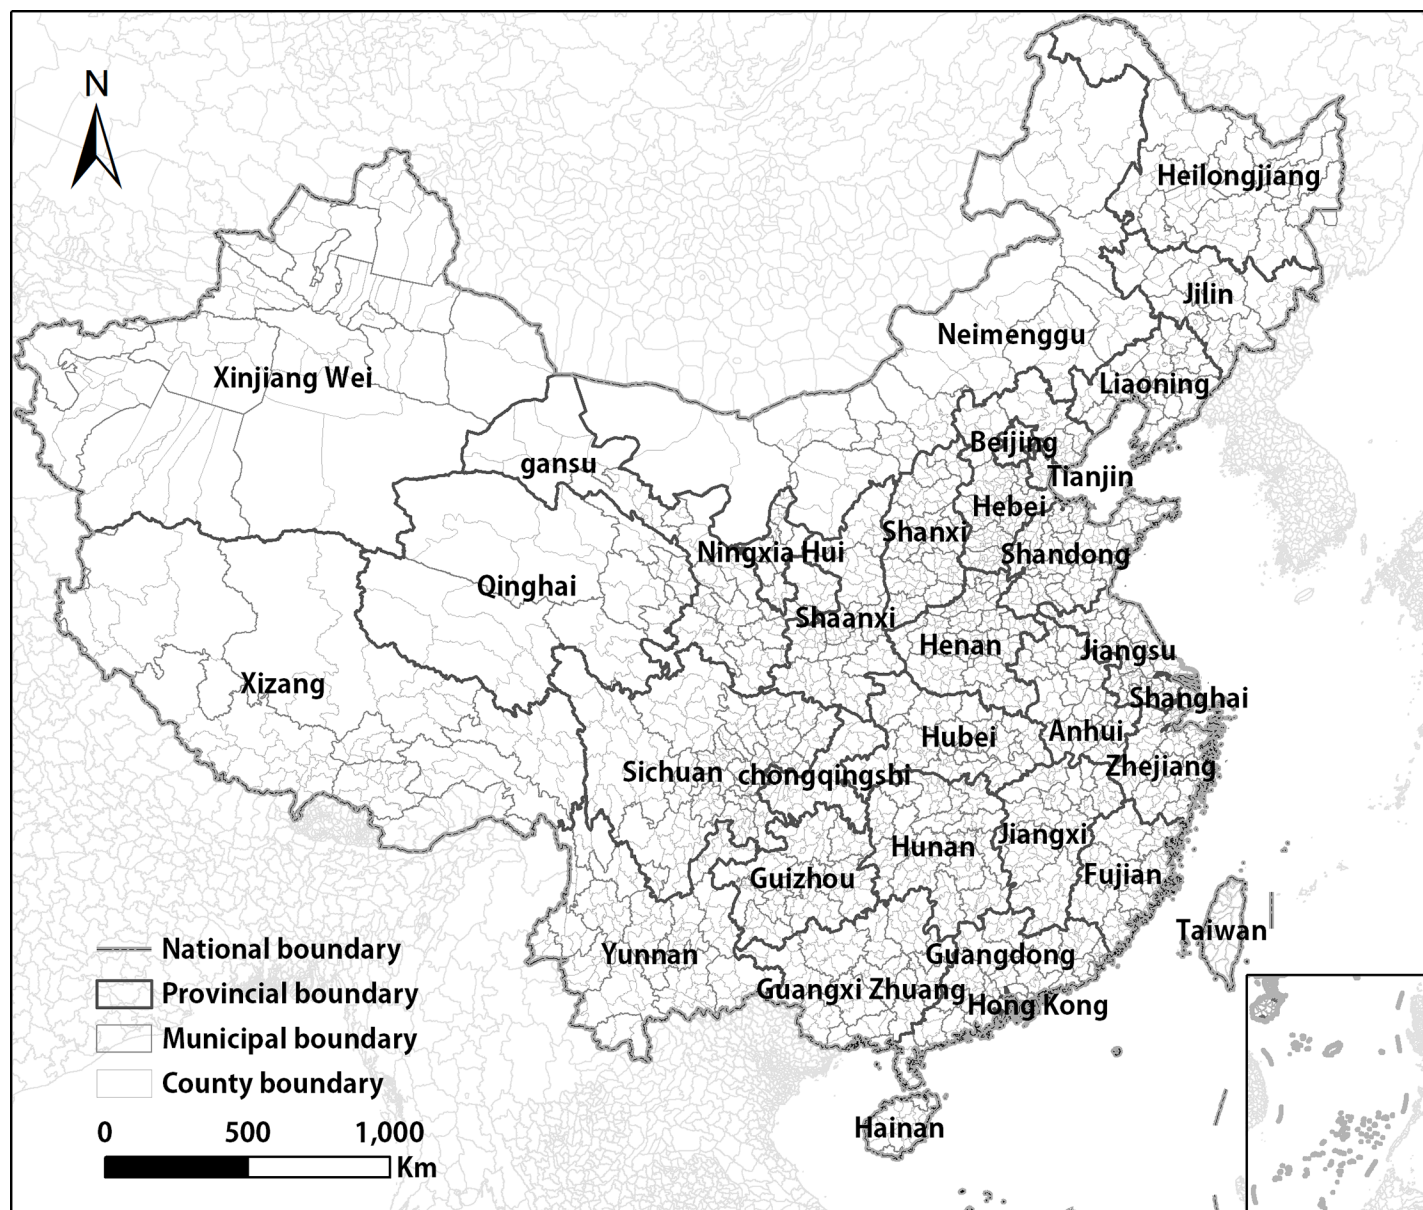 N
Heilongjiang
Jilin
Neimenggu
Xinjiang Wei
Liaoning
Beijing
gansu
Tianjin
Hebei
Shanxi
Ningxia Hui
Shandong
Qinghai
Shaanxi
Henan
Jiangsu
Xizang
Shanghai
Anhui
Hubei
Zhejiang
Sichuan
chongqingshi
Jiangxi
Hunan
Guizhou
Fujian
Taiwan
National boundary
Yunnan
Guangdong
Provincial boundary
Guangxi Zhuang
Hong Kong
Municipal boundary
County boundary
Hainan
0 500 1,000
Km